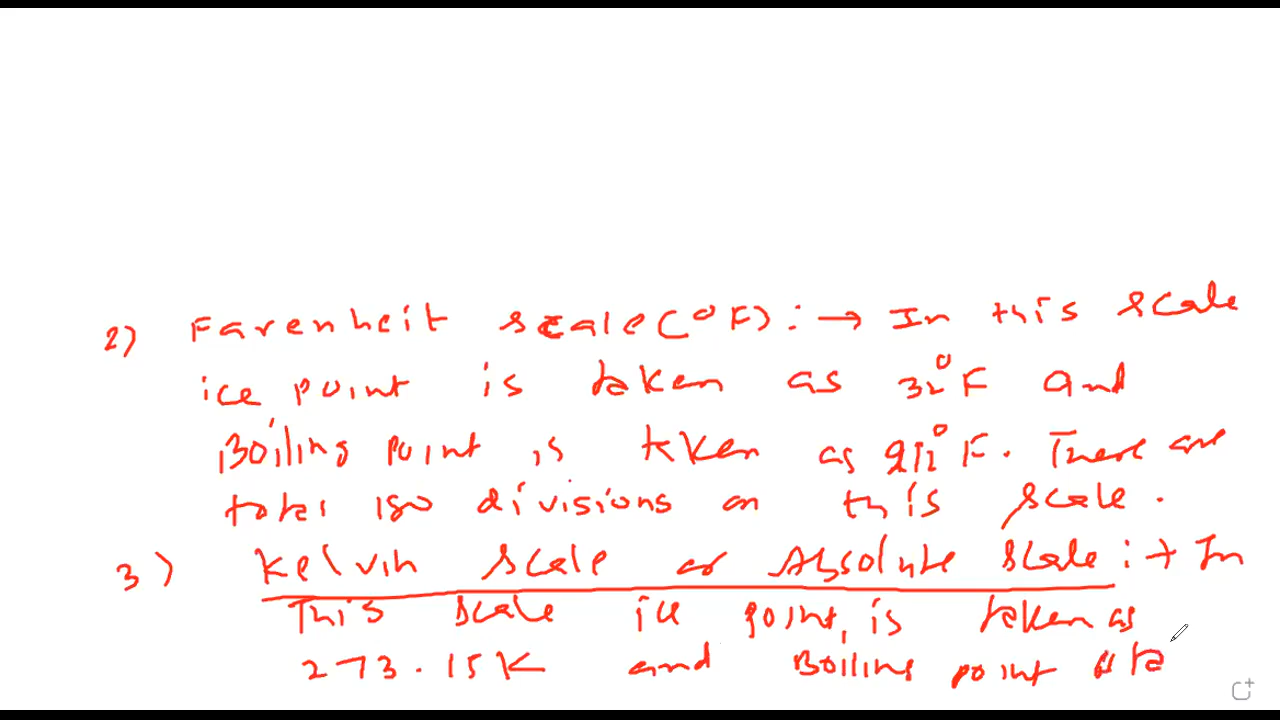 2) Farenheit scale (°F) : → In this scale
ice point is taken as 32°F and
Boiling point is tken as 212°F. There are
total 180 divisions on this scale.
3) Kelvin scale or Absolute scale : → In
This scale ice point is taken as
273.15K and Boiling point